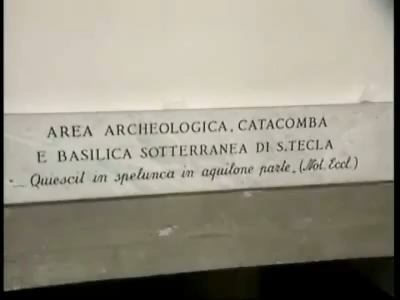 AREA ARCHEOLOGICA, CATACOMBA
E BASILICA SOTTERRANEA DI S.TECLA
... Quiescit in spelunca in aquilone parte. (Not. Eccl.)